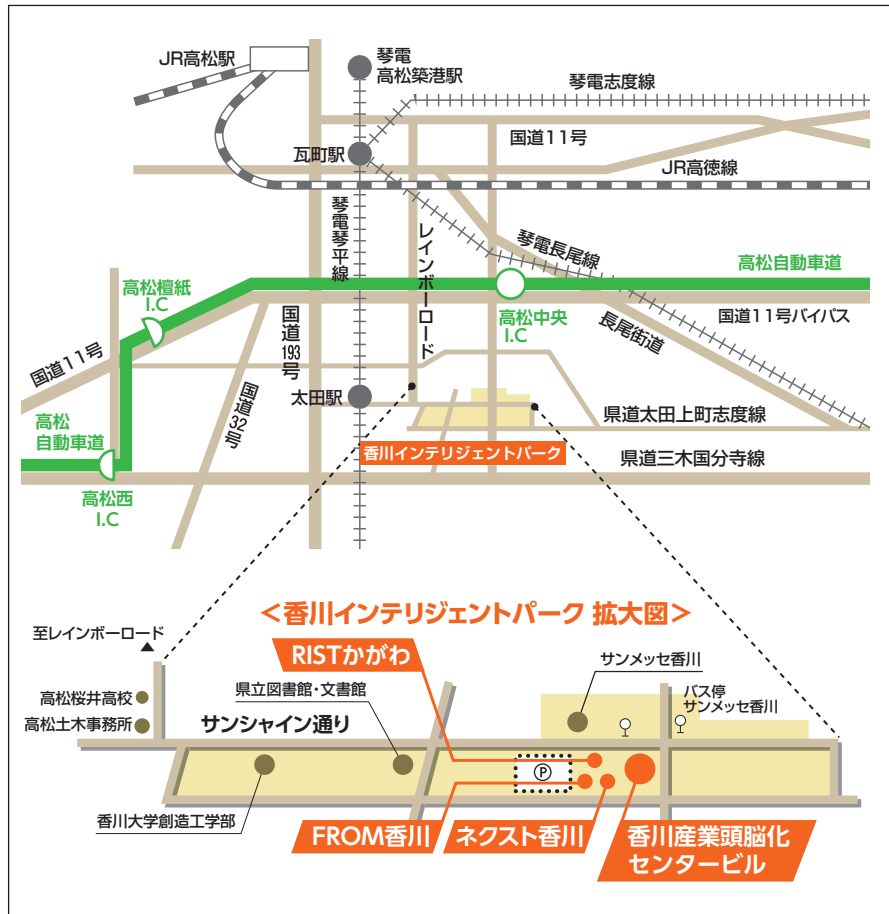 JR高松駅
琴電
高松築港駅
琴電志度線
国道11号
瓦町駅
JR高徳線
琴電琴平線
レインボーロード
琴電長尾線
高松自動車道
高松檀紙
I.C
高松中央
I.C
国道11号バイパス
長尾街道
国道11号
国道193号
国道32号
太田駅
県道太田上町志度線
高松
自動車道
香川インテリジェントパーク
県道三木国分寺線
高松西
I.C
＜香川インテリジェントパーク 拡大図＞
至レインボーロード
RISTかがわ
サンメッセ香川
県立図書館・文書館
バス停
サンメッセ香川
高松桜井高校
高松土木事務所
サンシャイン通り
P
香川大学創造工学部
FROM香川
ネクスト香川
香川産業頭脳化
センタービル